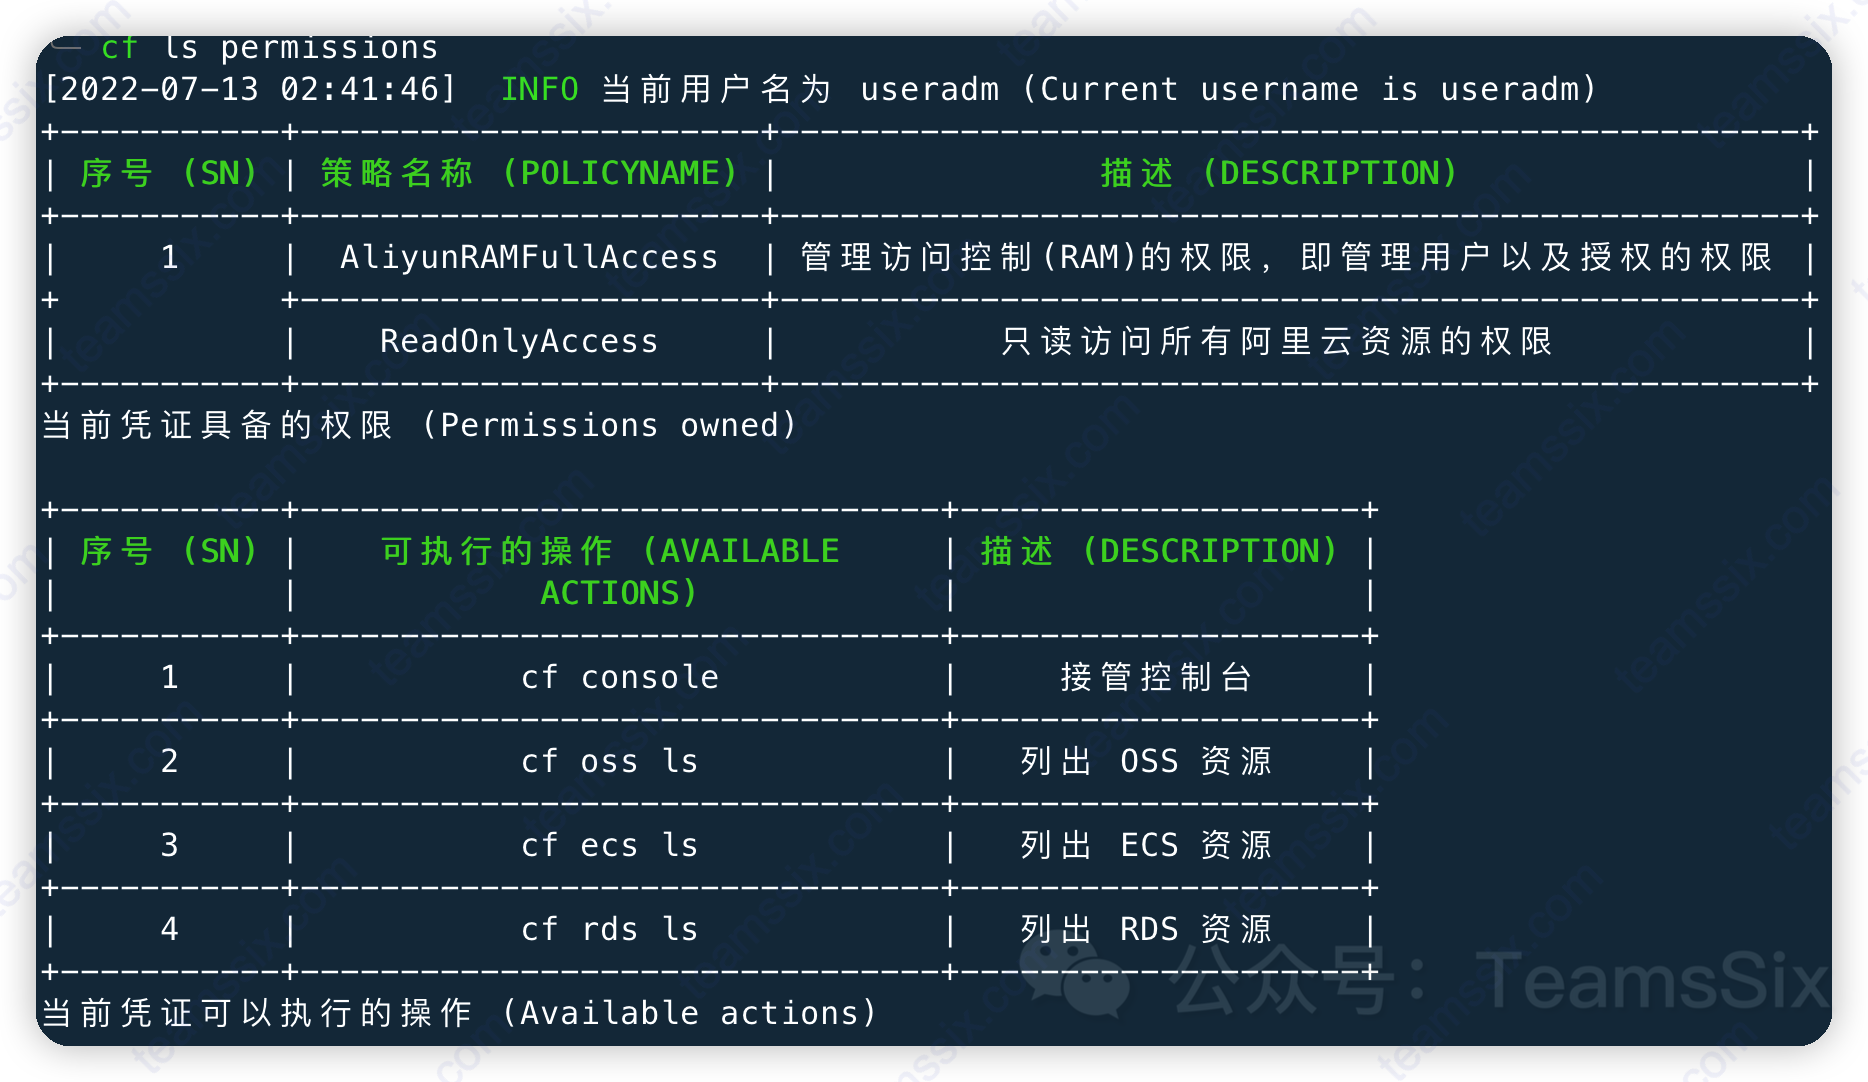 cf ls permissions
[2022-07-13 02:41:46] INFO 当前用户名为 useradm (Current username is useradm)
序号 (SN) | 策略名称 (POLICYNAME) | 描述 (DESCRIPTION)
1 | AliyunRAMFullAccess | 管理访问控制(RAM)的权限, 即管理用户以及授权的权限
ReadOnlyAccess | 只读访问所有阿里云资源的权限
当前凭证具备的权限 (Permissions owned)
序号 (SN) | 可执行的操作 (AVAILABLE | 描述 (DESCRIPTION)
ACTIONS)
1 | cf console | 接管控制台
2 | cf oss ls | 列出 OSS 资源
3 | cf ecs ls | 列出 ECS 资源
4 | cf rds ls | 列出 RDS 资源
当前凭证可以执行的操作 (Available actions)
公众号：TeamsSix
teamssix.com